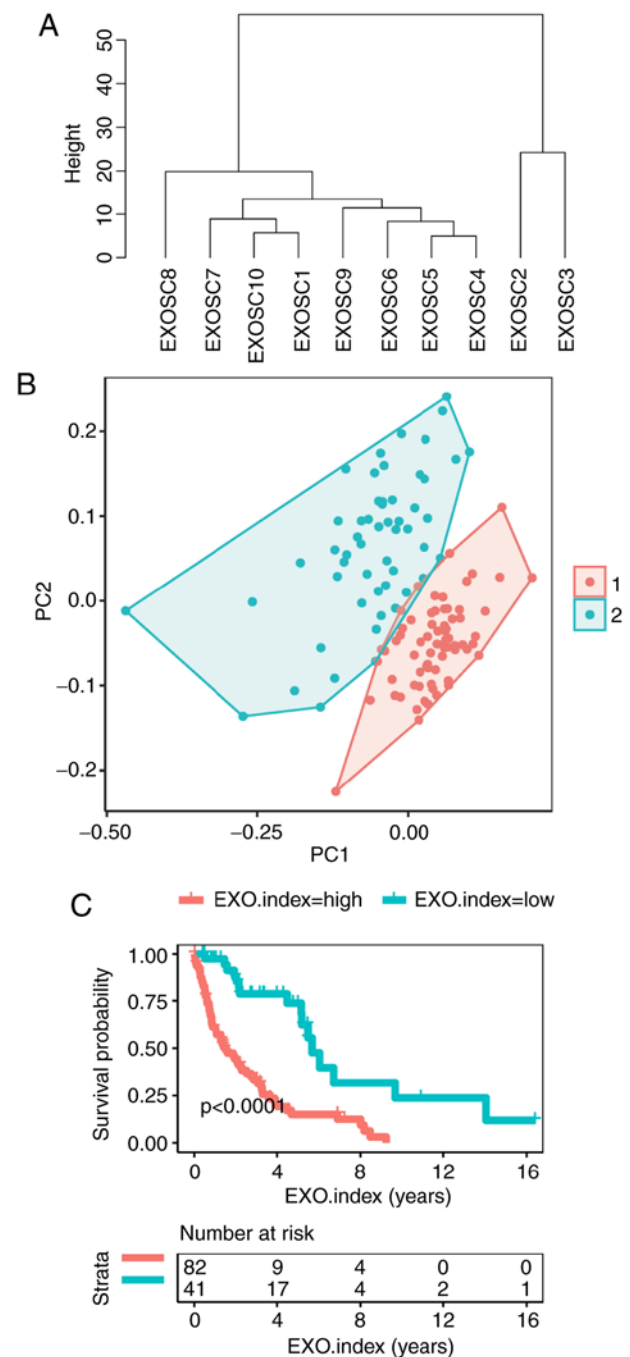 A
50
40
30
20
10
0
Height
EXOSC8
EXOSC7
EXOSC10
EXOSC1
EXOSC9
EXOSC6
EXOSC5
EXOSC4
EXOSC2
EXOSC3
B
0.2
0.1
0.0
−0.1
−0.2
PC2
−0.50 −0.25 0.00
PC1
1
2
C
EXO.index=high EXO.index=low
1.00
0.75
0.50
0.25
0.00
Survival probability
p<0.0001
0 4 8 12 16
EXO.index (years)
Number at risk
Strata
82 9 4 0 0
41 17 4 2 1
0 4 8 12 16
EXO.index (years)